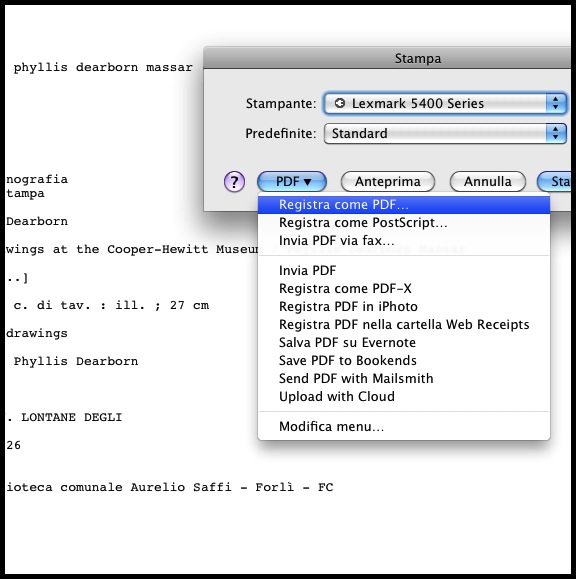 phyllis dearborn massar
Stampa
Stampante: Lexmark 5400 Series
Predefinite: Standard
? PDF ▼ Anteprima Annulla Sta
Registra come PDF...
Registra come PostScript...
Invia PDF via fax...
Invia PDF
Registra come PDF-X
Registra PDF in iPhoto
Registra PDF nella cartella Web Receipts
Salva PDF su Evernote
Save PDF to Bookends
Send PDF with Mailsmith
Upload with Cloud
Modifica menu...
nografia
tampa
Dearborn
wings at the Cooper-Hewitt Museum
..]
c. di tav. : ill. ; 27 cm
drawings
Phyllis Dearborn
. LONTANE DEGLI
26
ioteca comunale Aurelio Saffi - Forlì - FC